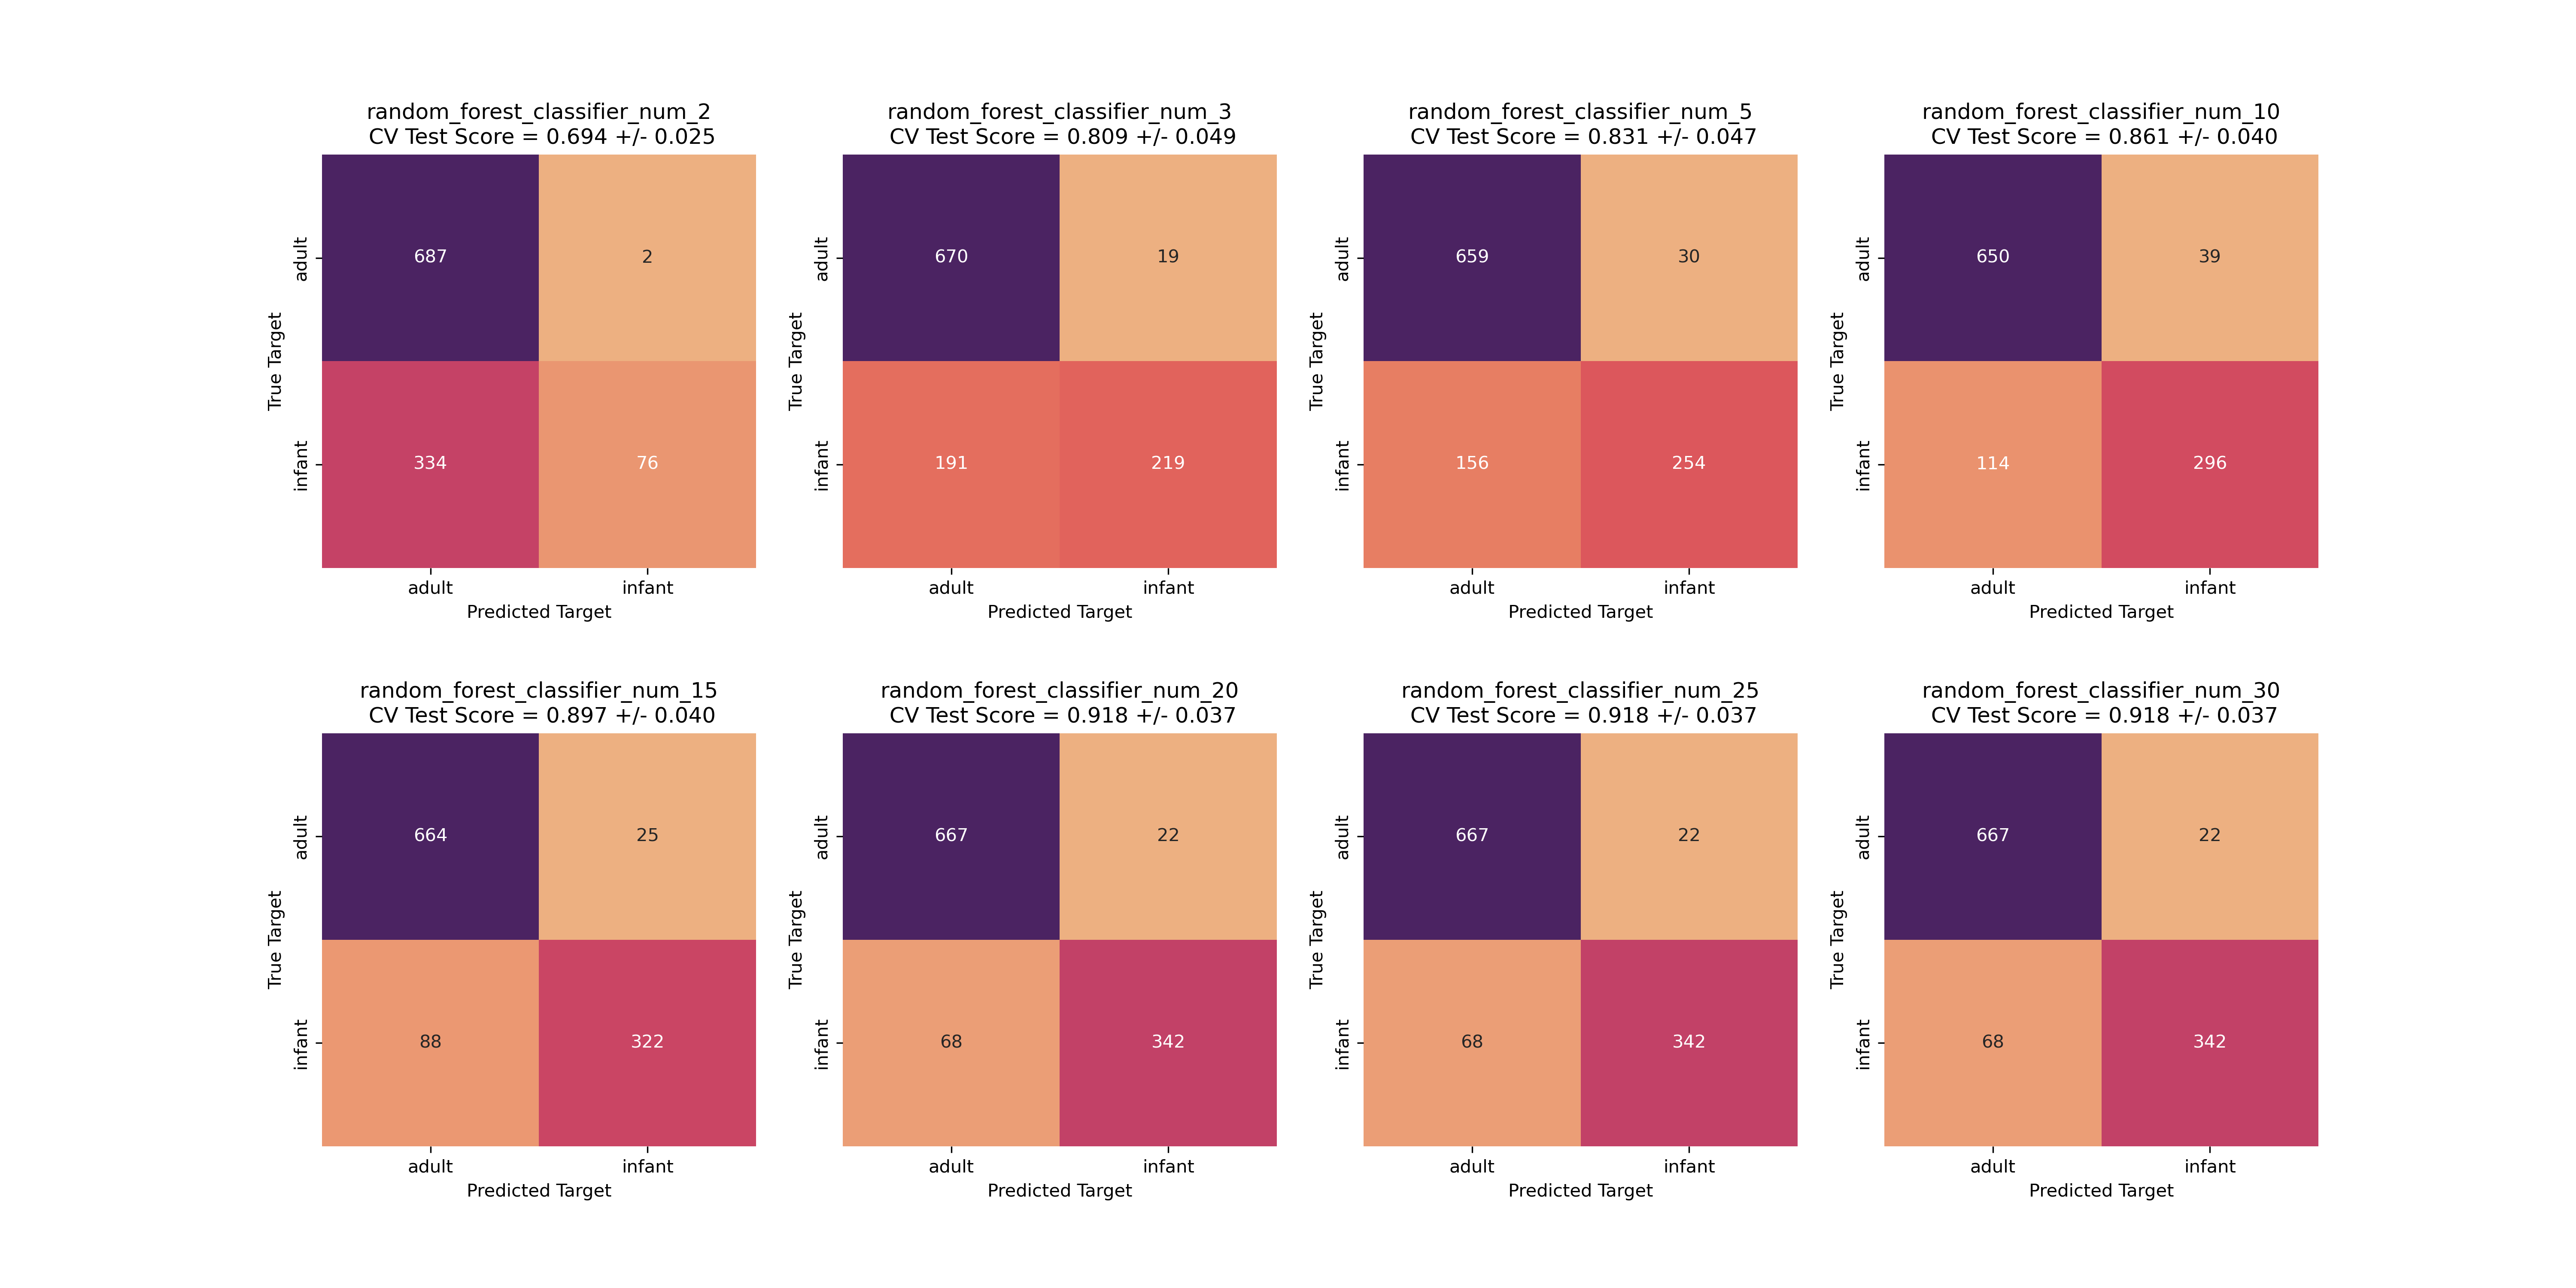 random_forest_classifier_num_2
CV Test Score = 0.694 +/- 0.025
adult
infant
True Target
687
2
334
76
adult
infant
Predicted Target
random_forest_classifier_num_3
CV Test Score = 0.809 +/- 0.049
adult
infant
True Target
670
19
191
219
adult
infant
Predicted Target
random_forest_classifier_num_5
CV Test Score = 0.831 +/- 0.047
adult
infant
True Target
659
30
156
254
adult
infant
Predicted Target
random_forest_classifier_num_10
CV Test Score = 0.861 +/- 0.040
adult
infant
True Target
650
39
114
296
adult
infant
Predicted Target
random_forest_classifier_num_15
CV Test Score = 0.897 +/- 0.040
adult
infant
True Target
664
25
88
322
adult
infant
Predicted Target
random_forest_classifier_num_20
CV Test Score = 0.918 +/- 0.037
adult
infant
True Target
667
22
68
342
adult
infant
Predicted Target
random_forest_classifier_num_25
CV Test Score = 0.918 +/- 0.037
adult
infant
True Target
667
22
68
342
adult
infant
Predicted Target
random_forest_classifier_num_30
CV Test Score = 0.918 +/- 0.037
adult
infant
True Target
667
22
68
342
adult
infant
Predicted Target